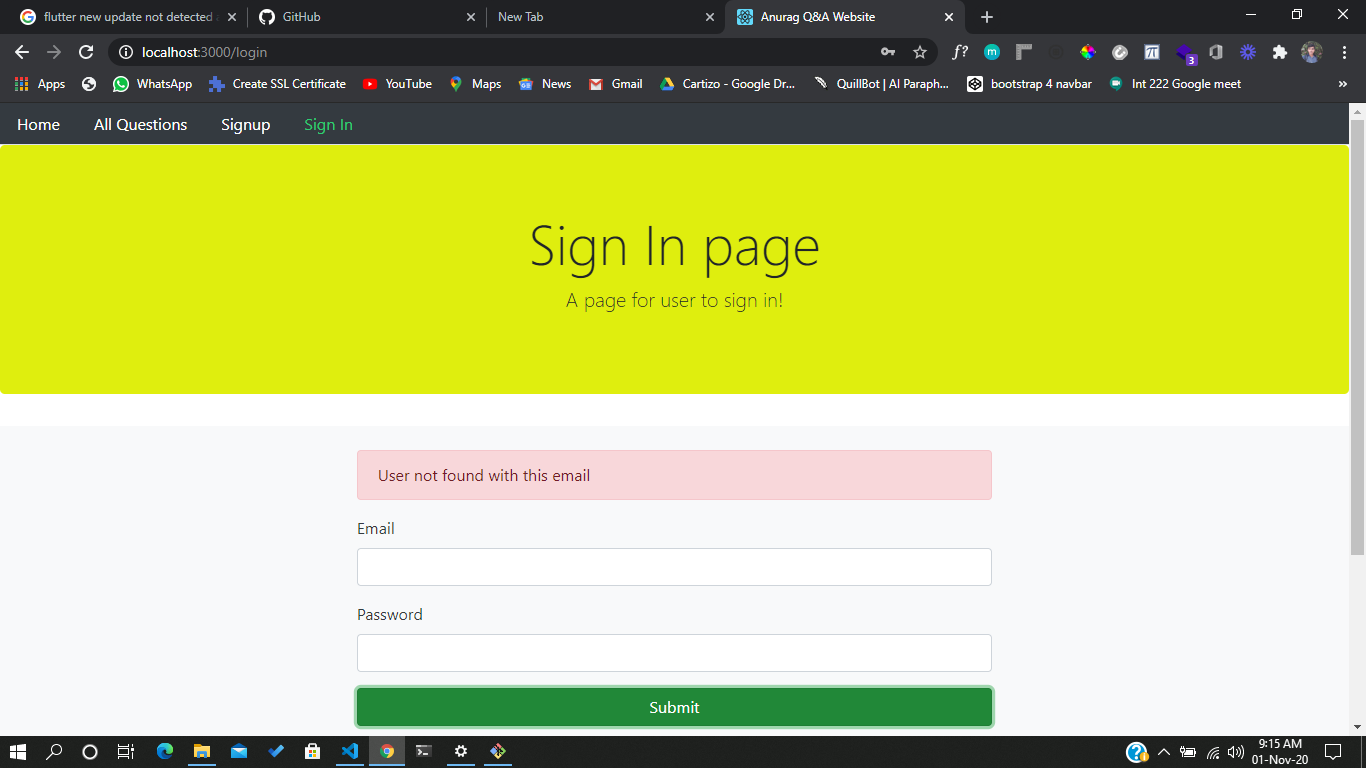 flutter new update not detected
GitHub
New Tab
Anurag Q&A Website
localhost:3000/login
f?
m
π
3
Apps
WhatsApp
Create SSL Certificate
YouTube
Maps
News
Gmail
Cartizo - Google Dr...
QuillBot | AI Paraph...
bootstrap 4 navbar
Int 222 Google meet
»
Home
All Questions
Signup
Sign In
Sign In page
A page for user to sign in!
User not found with this email
Email
Password
Submit
9:15 AM
01-Nov-20